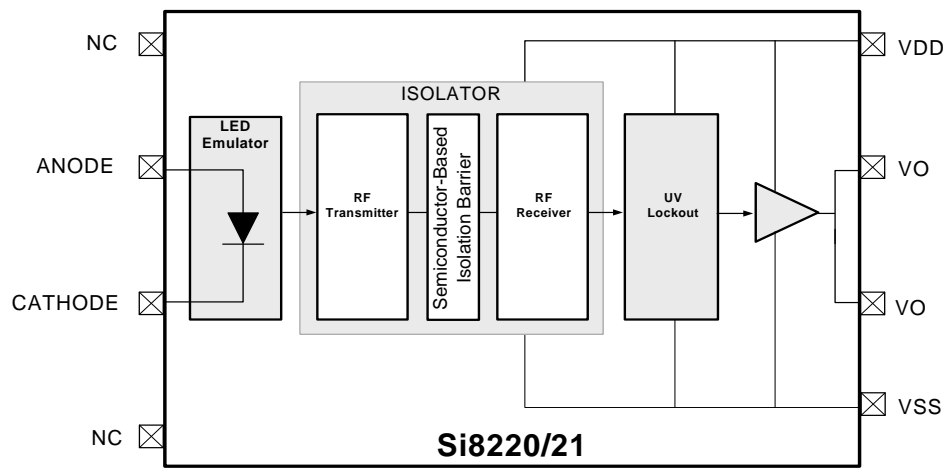 NC
VDD
ISOLATOR
LED
Emulator
ANODE
VO
RF
Transmitter
Semiconductor-Based
Isolation Barrier
RF
Receiver
UV
Lockout
CATHODE
VO
VSS
NC
Si8220/21